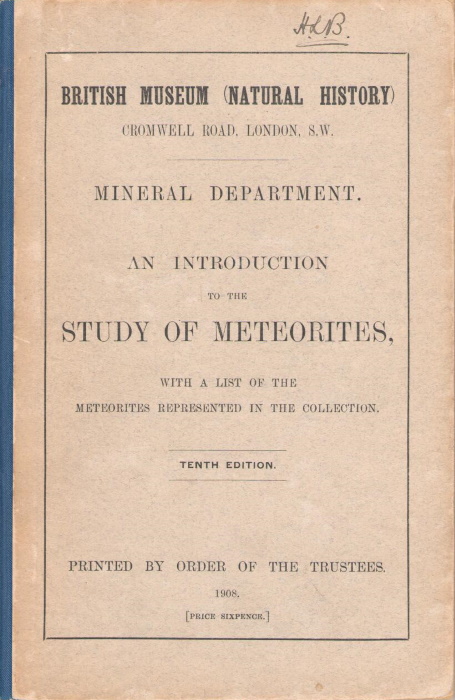 HLB.
BRITISH MUSEUM (NATURAL HISTORY)
CROMWELL ROAD, LONDON, S.W.
MINERAL DEPARTMENT.
AN INTRODUCTION
TO THE
STUDY OF METEORITES,
WITH A LIST OF THE
METEORITES REPRESENTED IN THE COLLECTION.
TENTH EDITION.
PRINTED BY ORDER OF THE TRUSTEES.
1908.
[PRICE SIXPENCE.]